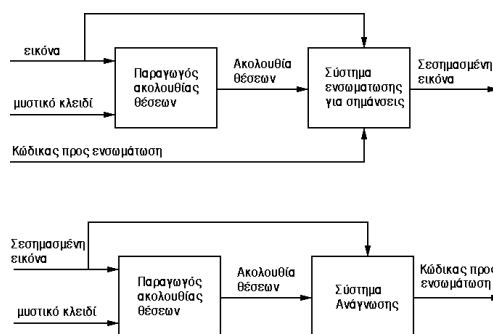 εικόνα
μυστικό κλειδί
Κώδικας προς ενσωμάτωση
Παραγωγός
ακολουθίας
θέσεων
Ακολουθία
θέσεων
Σύστημα
ενσωματωσης
για σημάνσεις
Σεσημασμένη
εικόνα
Σεσημασμένη
εικόνα
μυστικό κλειδί
Παραγωγός
ακολουθίας
θέσεων
Ακολουθία
θέσεων
Σύστημα
Ανάγνωσης
Κώδικας προς
ενσωμάτωση